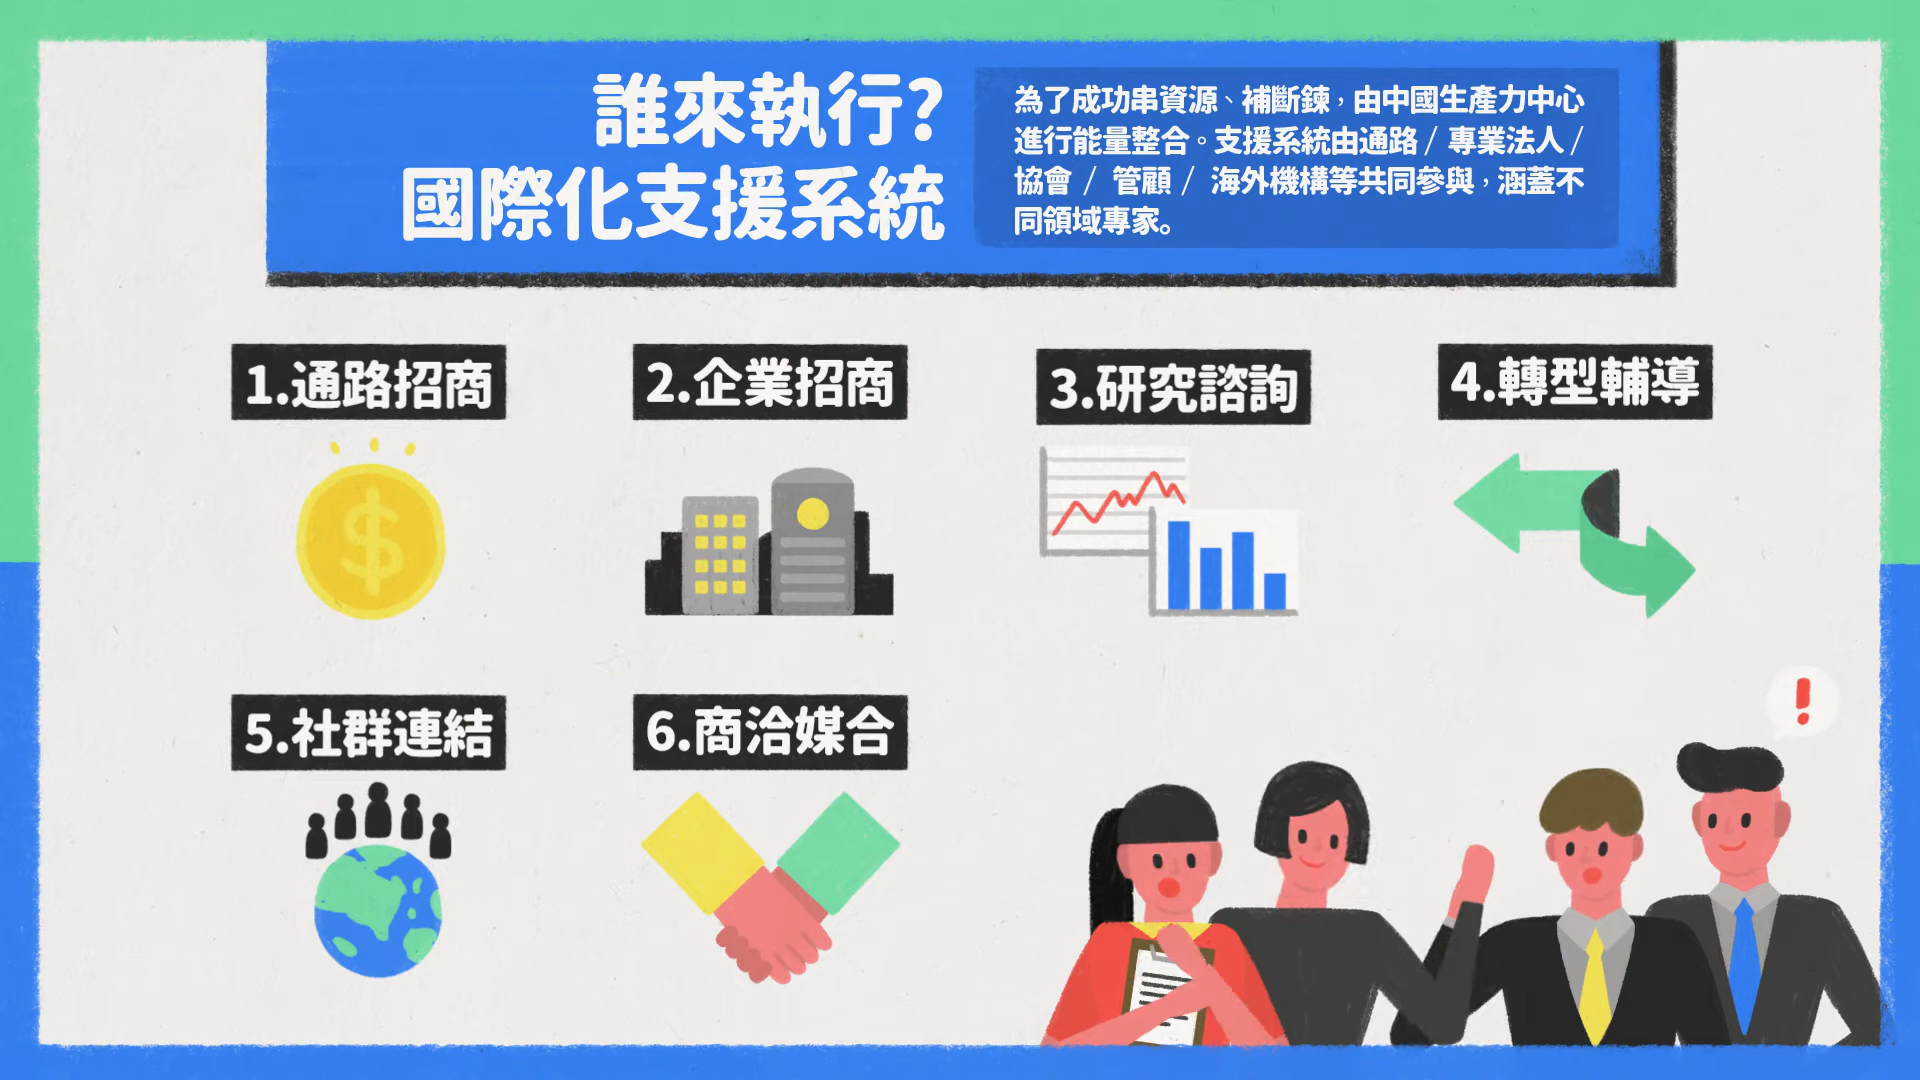 誰來執行?
國際化支援系統
為了成功串資源、補斷鍊，由中國生產力中心
進行能量整合。支援系統由通路 / 專業法人 /
協會 / 管顧 / 海外機構等共同參與，涵蓋不
同領域專家。
1.通路招商
2.企業招商
3.研究諮詢
4.轉型輔導
$
5.社群連結
6.商洽媒合
!